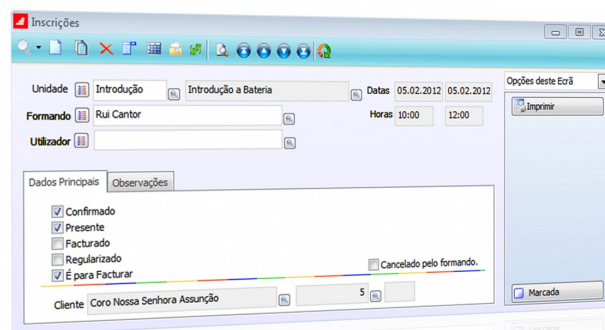 Inscrições
Unidade Introdução Introdução a Bateria Datas 05.02.2012 05.02.2012
Opções deste Ecrã
Formando Rui Cantor Horas 10:00 12:00
Imprimir
Utilizador
Dados Principais Observações
Confirmado
Presente
Facturado
Regularizado
É para Facturar
Cancelado pelo formando.
Cliente Coro Nossa Senhora Assunção 5
Marcada